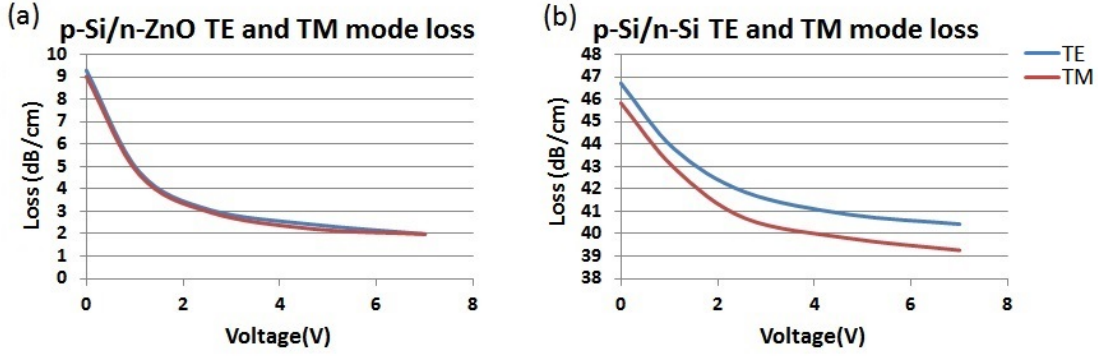 (a)
p-Si/n-ZnO TE and TM mode loss
Loss (dB/cm)
10
9
8
7
6
5
4
3
2
1
0
0 2 4 6 8
Voltage(V)
(b)
p-Si/n-Si TE and TM mode loss
Loss (dB/cm)
48
47
46
45
44
43
42
41
40
39
38
0 2 4 6 8
Voltage(V)
TE
TM